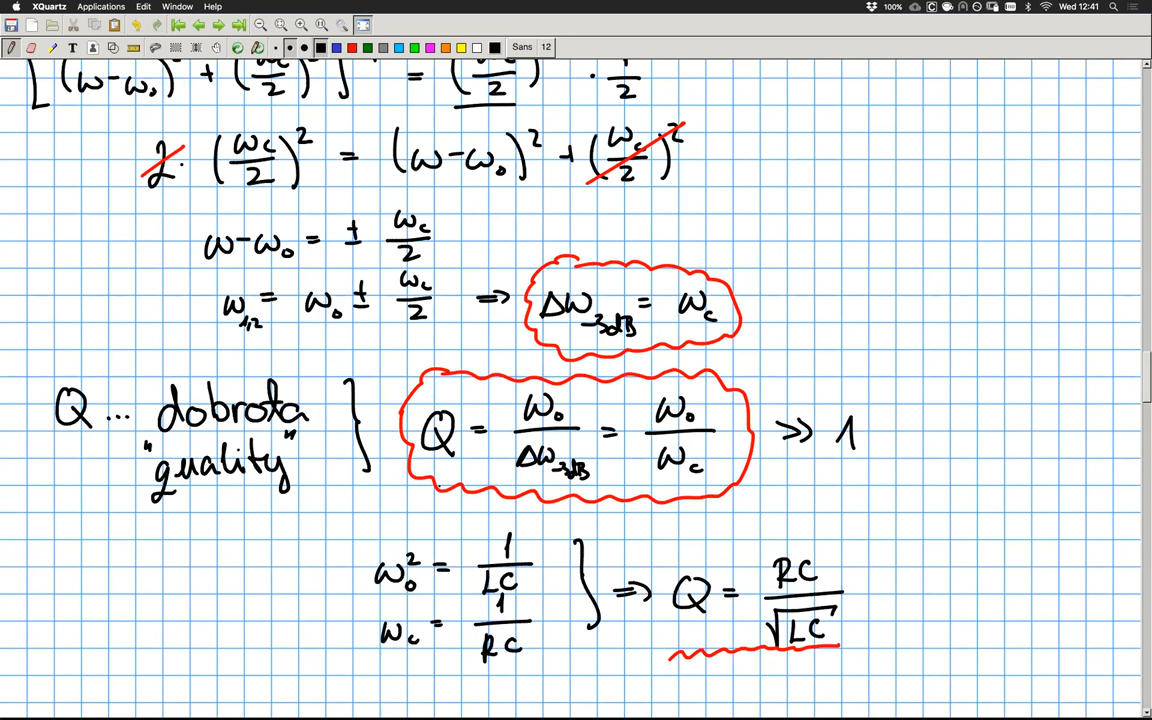 XQuartz Applications Edit Window Help 100% Wed 12:41
Sans 12
[(ω-ω₀)² + (ωc/2)²] = (ωc/2)² · 1/2
2 · (ωc/2)² = (ω-ω₀)² + (ωc/2)²
ω-ω₀ = ± ωc/2
ω₁,₂ = ω₀ ± ωc/2 => Δω₋₃dB = ωc
Q ... dobrota "quality" } Q = ω₀/Δω₋₃dB = ω₀/ωc >> 1
ω₀² = 1/LC
ωc = 1/RC } => Q = RC/√LC